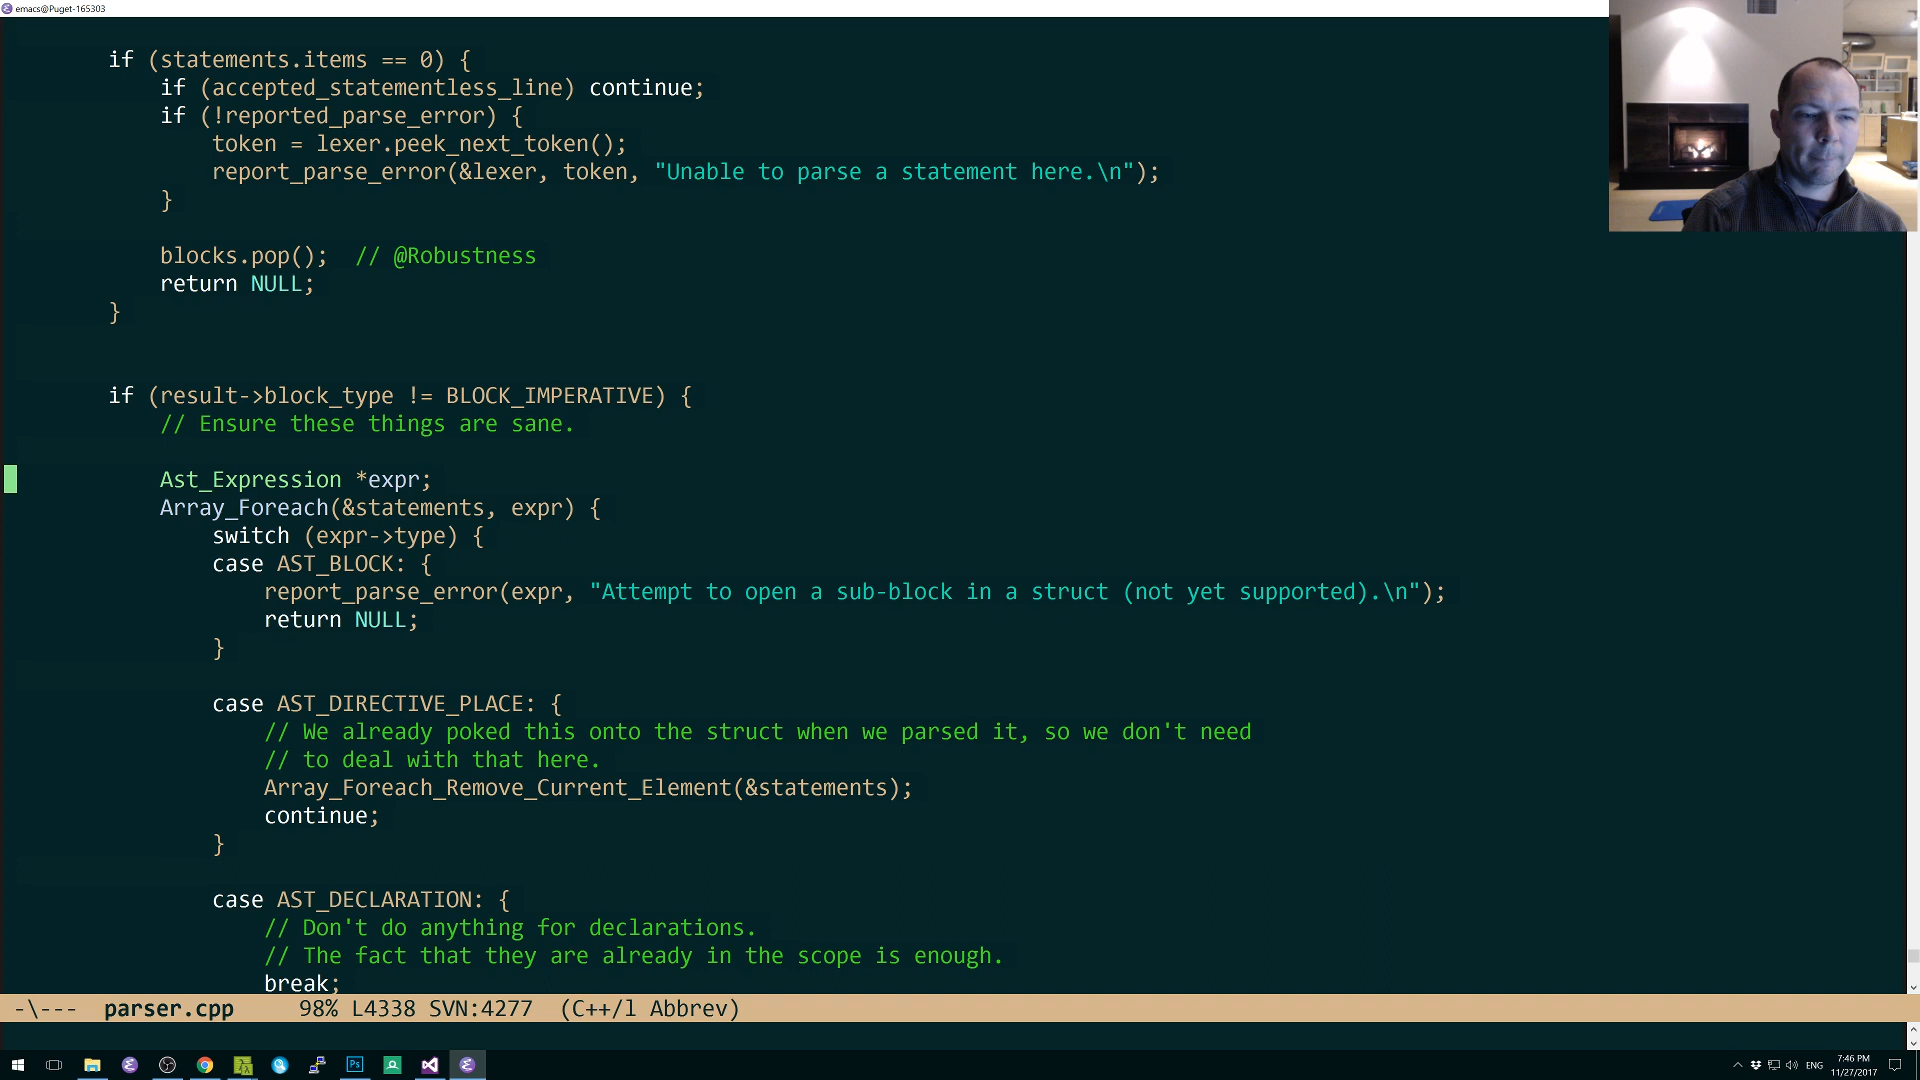 emacs@Puget-165303
if (statements.items == 0) {
if (accepted_statementless_line) continue;
if (!reported_parse_error) {
token = lexer.peek_next_token();
report_parse_error(&lexer, token, "Unable to parse a statement here.\n");
}
blocks.pop();  // @Robustness
return NULL;
}
if (result->block_type != BLOCK_IMPERATIVE) {
// Ensure these things are sane.
Ast_Expression *expr;
Array_Foreach(&statements, expr) {
switch (expr->type) {
case AST_BLOCK: {
report_parse_error(expr, "Attempt to open a sub-block in a struct (not yet supported).\n");
return NULL;
}
case AST_DIRECTIVE_PLACE: {
// We already poked this onto the struct when we parsed it, so we don't need
// to deal with that here.
Array_Foreach_Remove_Current_Element(&statements);
continue;
}
case AST_DECLARATION: {
// Don't do anything for declarations.
// The fact that they are already in the scope is enough.
break;
-\---  parser.cpp     98% L4338 SVN:4277  (C++/l Abbrev)
Ps
ENG
7:46 PM
11/27/2017